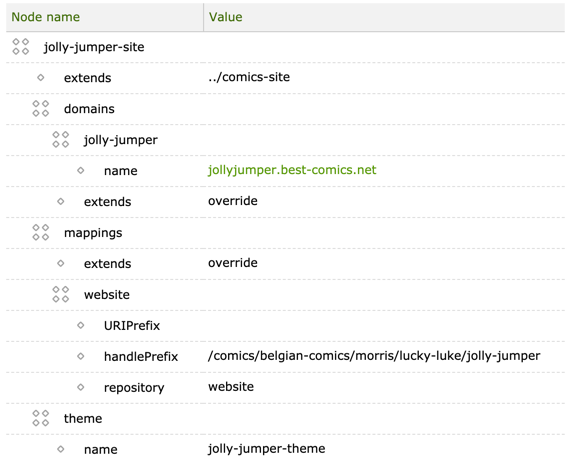 Node name Value
jolly-jumper-site
extends ../comics-site
domains
jolly-jumper
name jollyjumper.best-comics.net
extends override
mappings
extends override
website
URIPrefix
handlePrefix /comics/belgian-comics/morris/lucky-luke/jolly-jumper
repository website
theme
name jolly-jumper-theme